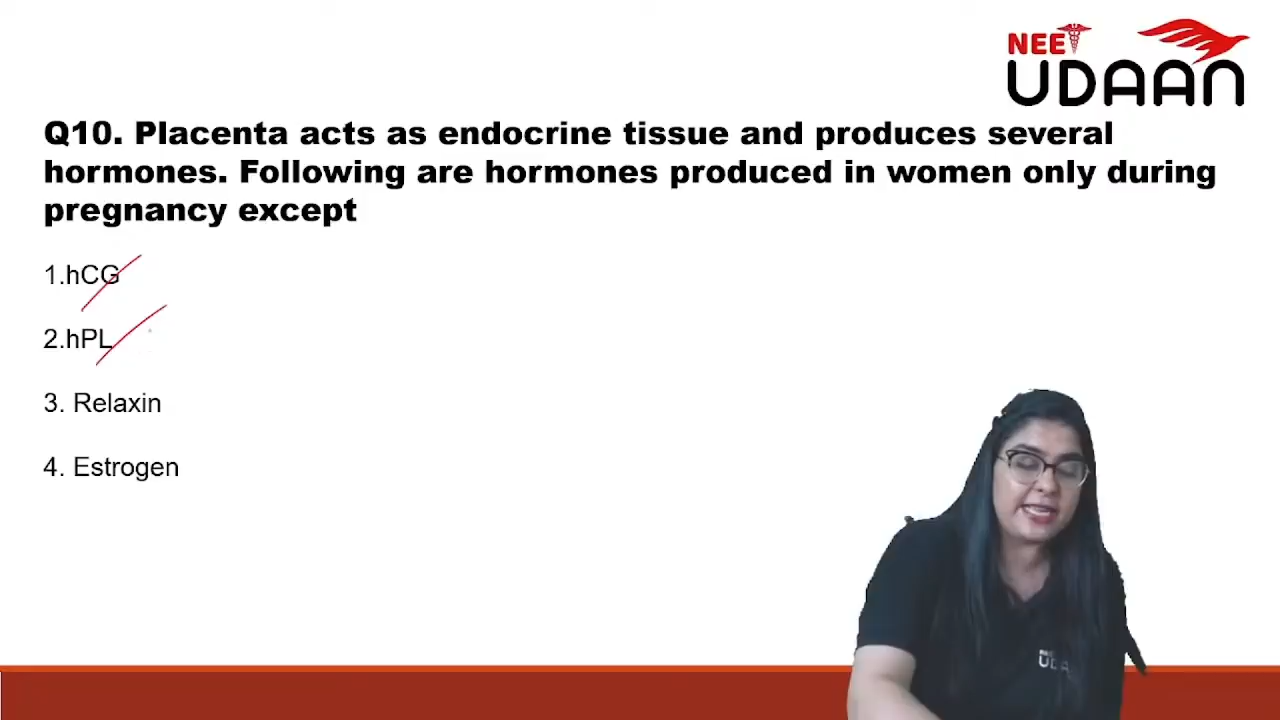 NEET
UDAAN
Q10. Placenta acts as endocrine tissue and produces several
hormones. Following are hormones produced in women only during
pregnancy except
1.hCG
2.hPL
3. Relaxin
4. Estrogen